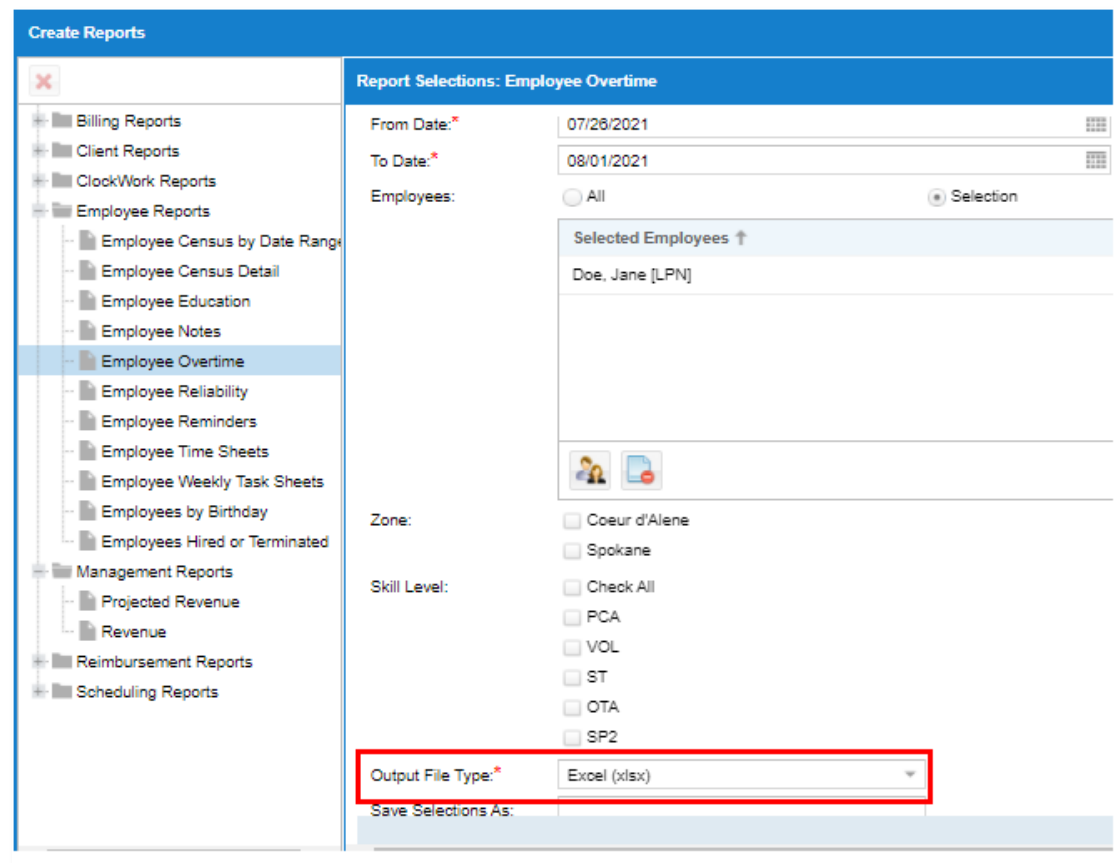 Create Reports
Billing Reports
Client Reports
ClockWork Reports
Employee Reports
Employee Census by Date Range
Employee Census Detail
Employee Education
Employee Notes
Employee Overtime
Employee Reliability
Employee Reminders
Employee Time Sheets
Employee Weekly Task Sheets
Employees by Birthday
Employees Hired or Terminated
Management Reports
Projected Revenue
Revenue
Reimbursement Reports
Scheduling Reports
Report Selections: Employee Overtime
From Date:* 07/26/2021
To Date:* 08/01/2021
Employees: All Selection
Selected Employees ↑
Doe, Jane [LPN]
Zone: Coeur d'Alene
Spokane
Skill Level: Check All
PCA
VOL
ST
OTA
SP2
Output File Type:* Excel (xlsx)
Save Selections As: